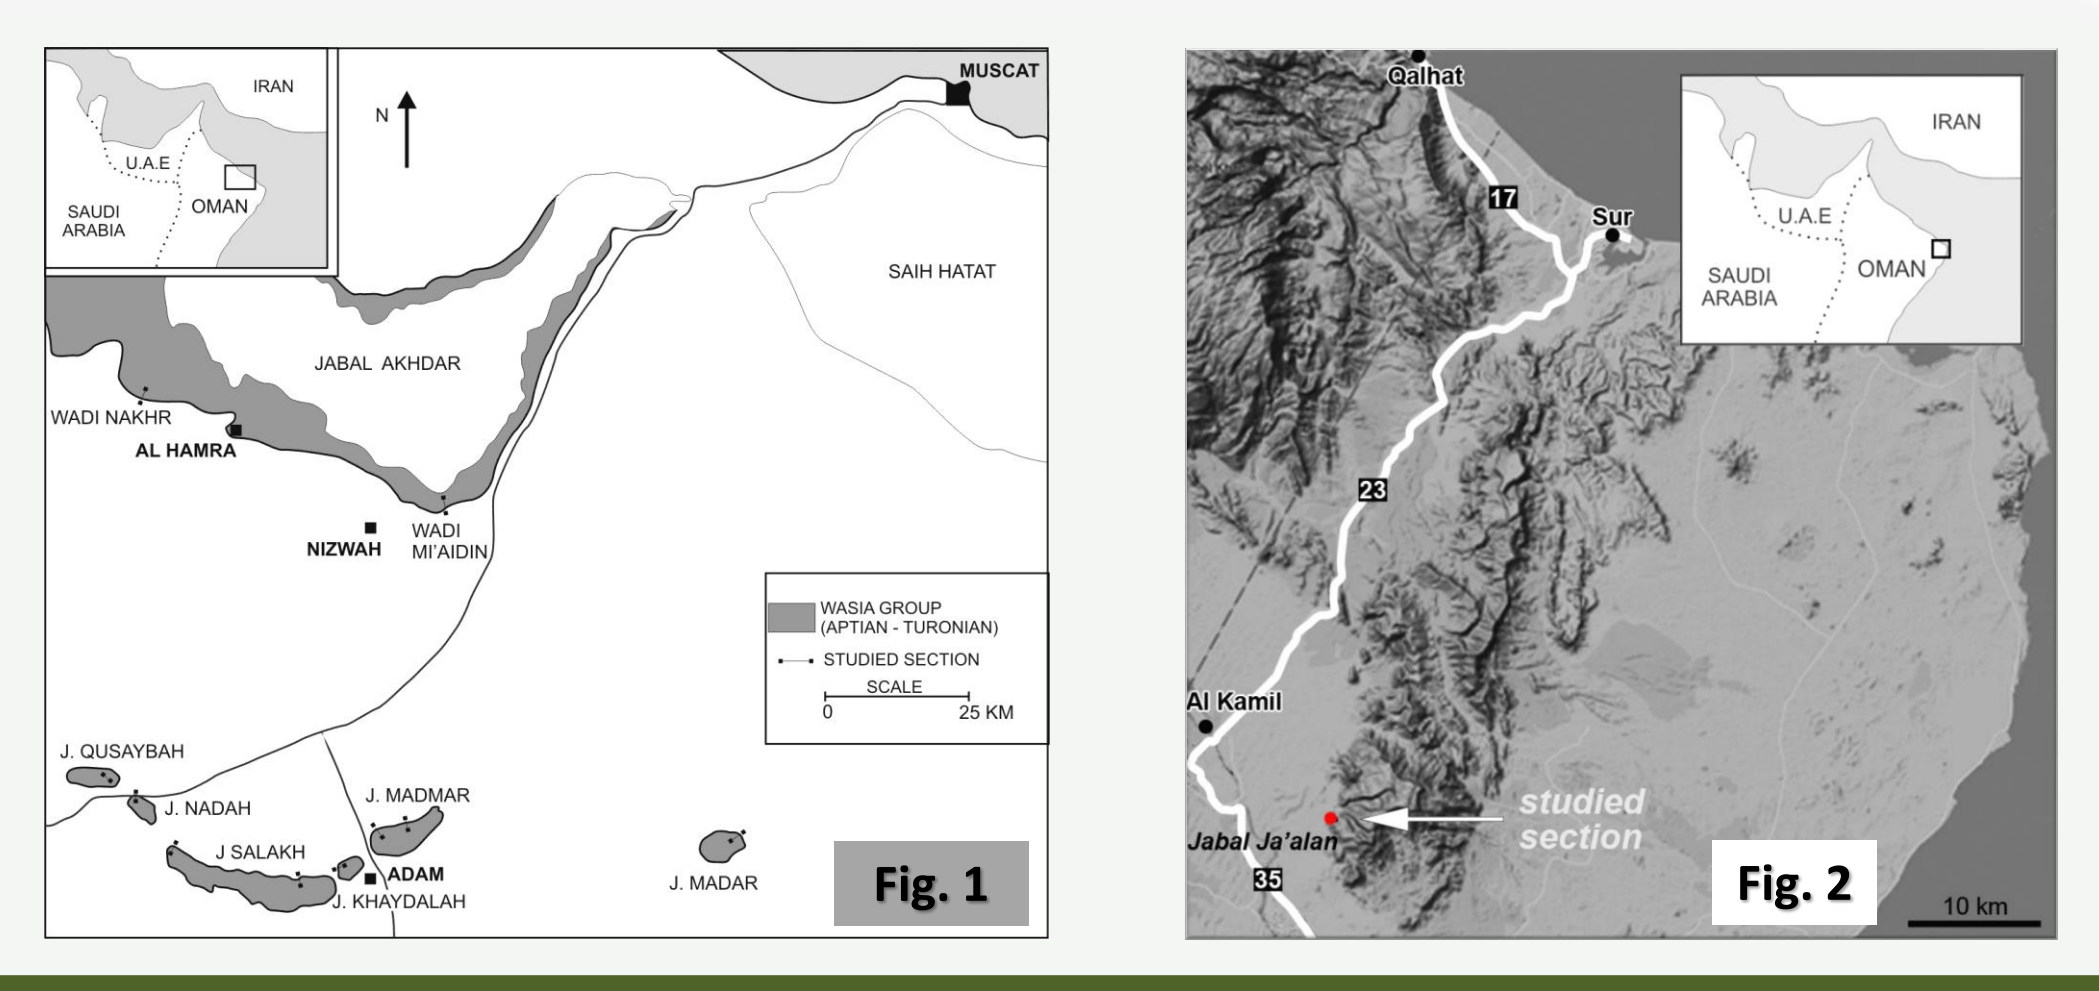 IRAN
U.A.E
SAUDI
ARABIA
OMAN
N
MUSCAT
SAIH HATAT
JABAL AKHDAR
WADI NAKHR
AL HAMRA
NIZWAH
WADI
MI'AIDIN
WASIA GROUP
(APTIAN - TURONIAN)
STUDIED SECTION
SCALE
0 25 KM
J. QUSAYBAH
J. NADAH
J. MADMAR
J SALAKH
ADAM
J. KHAYDALAH
J. MADAR
Fig. 1
Qalhat
17
Sur
IRAN
U.A.E
SAUDI
ARABIA
OMAN
23
Al Kamil
studied
section
Jabal Ja'alan
35
Fig. 2
10 km